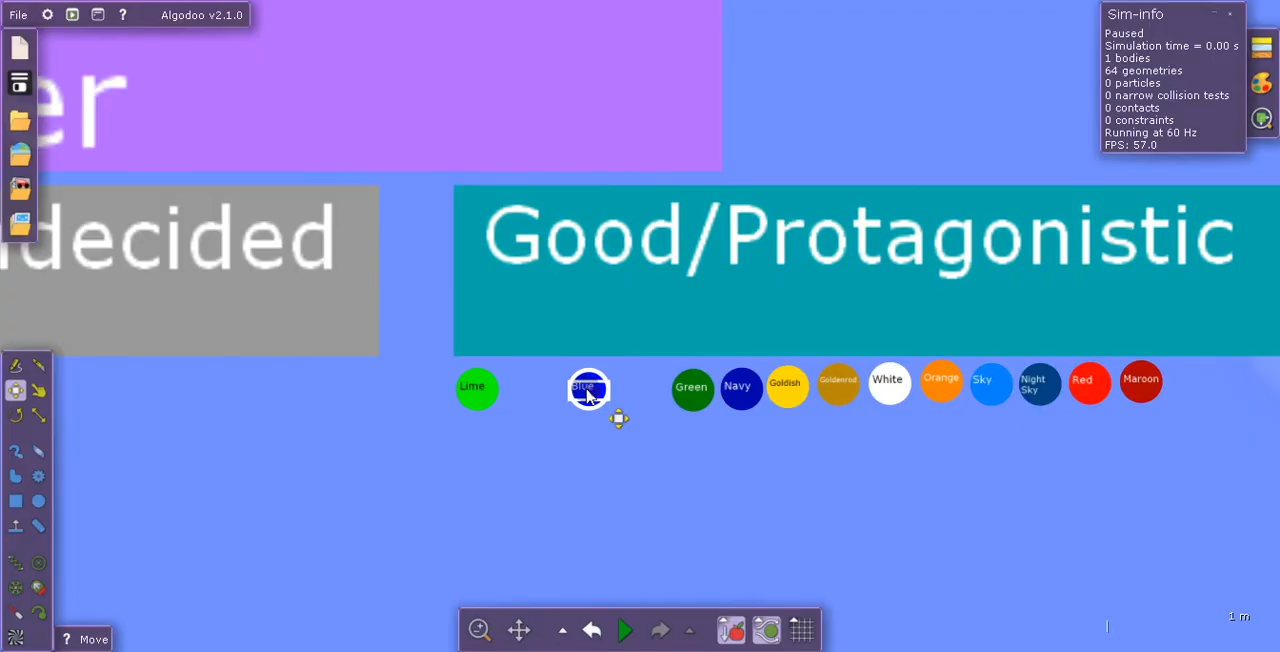 File ? Algodoo v2.1.0
Sim-info
Paused
Simulation time = 0.00 s
1 bodies
64 geometries
0 particles
0 narrow collision tests
0 contacts
0 constraints
Running at 60 Hz
FPS: 57.0
er
decided
Good/Protagonistic
Lime
Blue
Green
Navy
Goldish
Goldenrod
White
Orange
Sky
Night
Sky
Red
Maroon
1 m
? Move